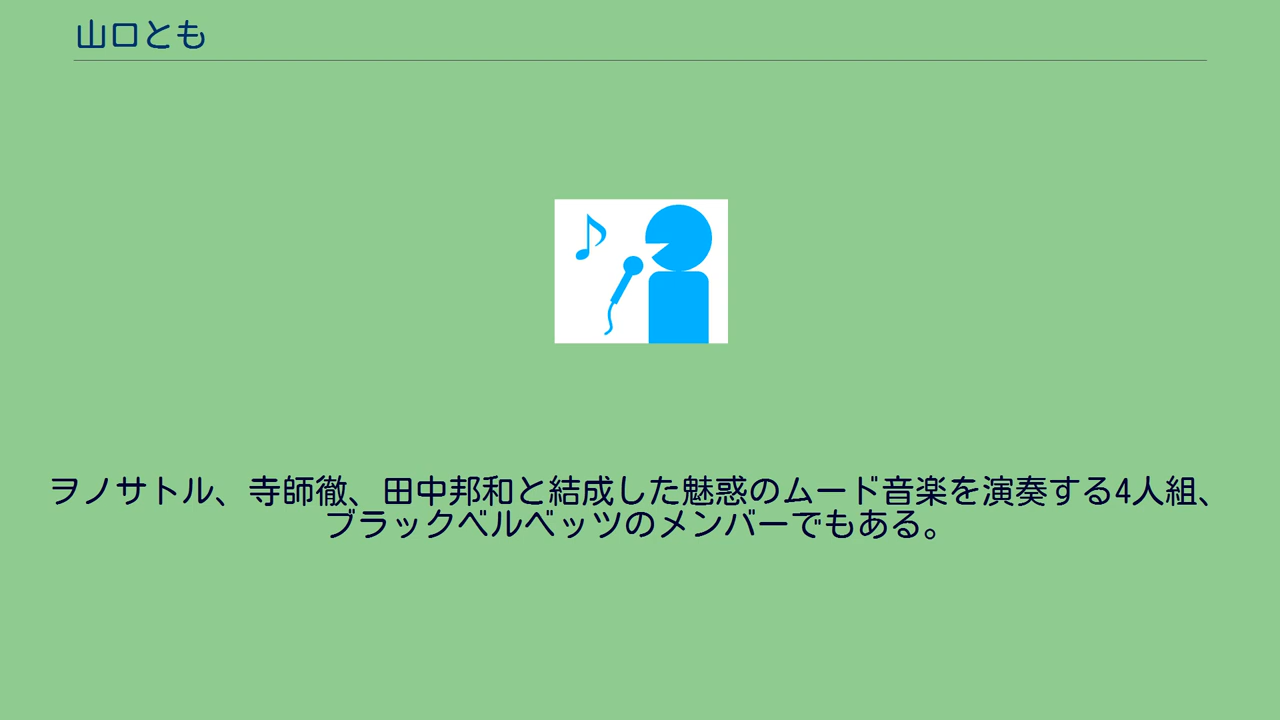 山口とも
ヲノサトル、寺師徹、田中邦和と結成した魅惑のムード音楽を演奏する4人組、
ブラックベルベッツのメンバーでもある。